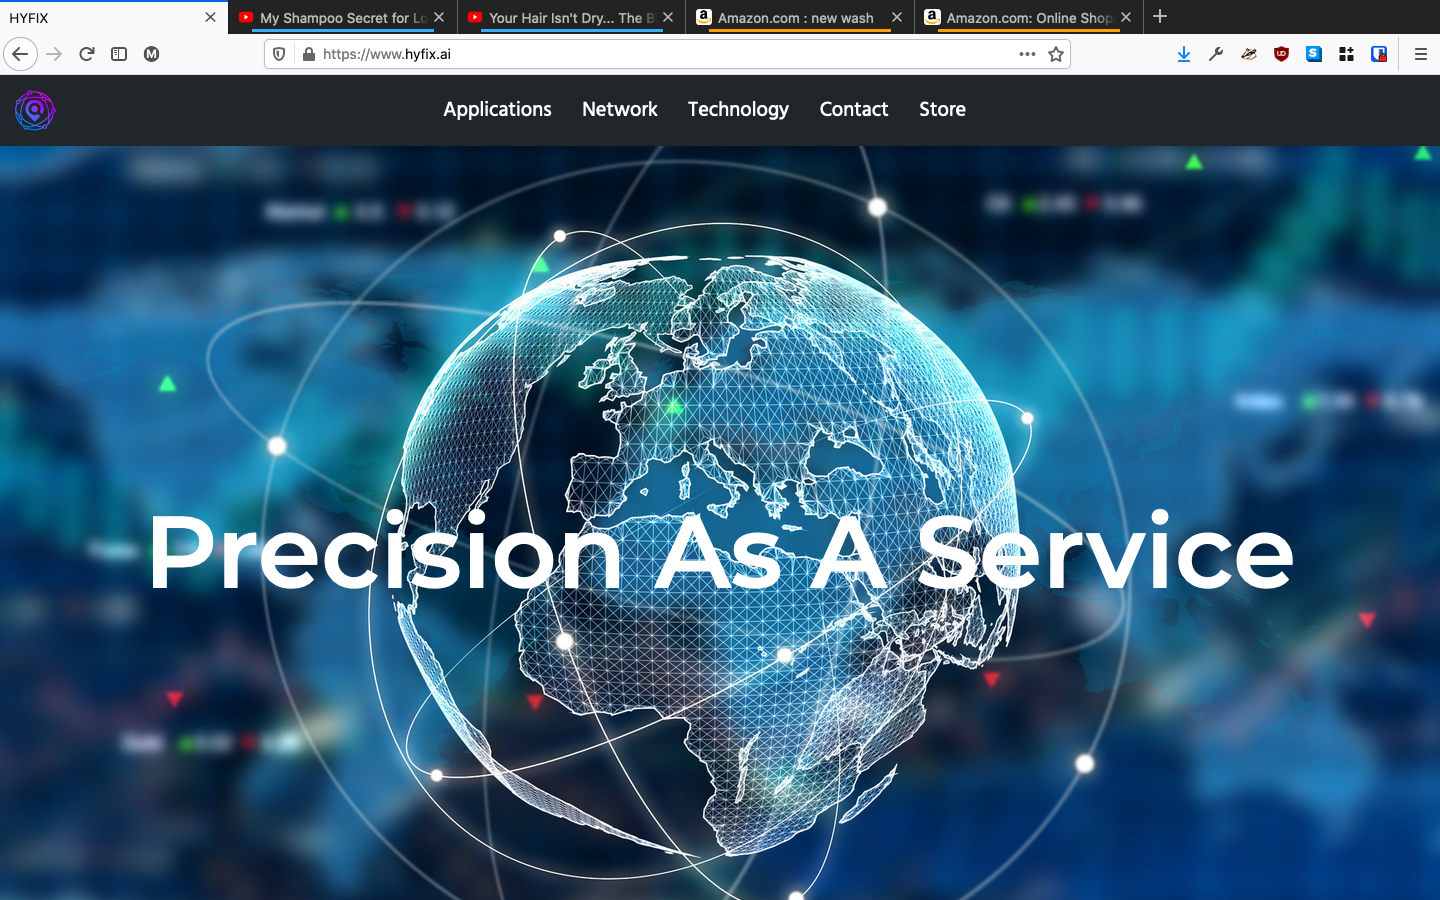 HYFIX
My Shampoo Secret for Lo
Your Hair Isn't Dry... The B
Amazon.com : new wash
Amazon.com: Online Shop
https://www.hyfix.ai
Applications
Network
Technology
Contact
Store
Precision As A Service